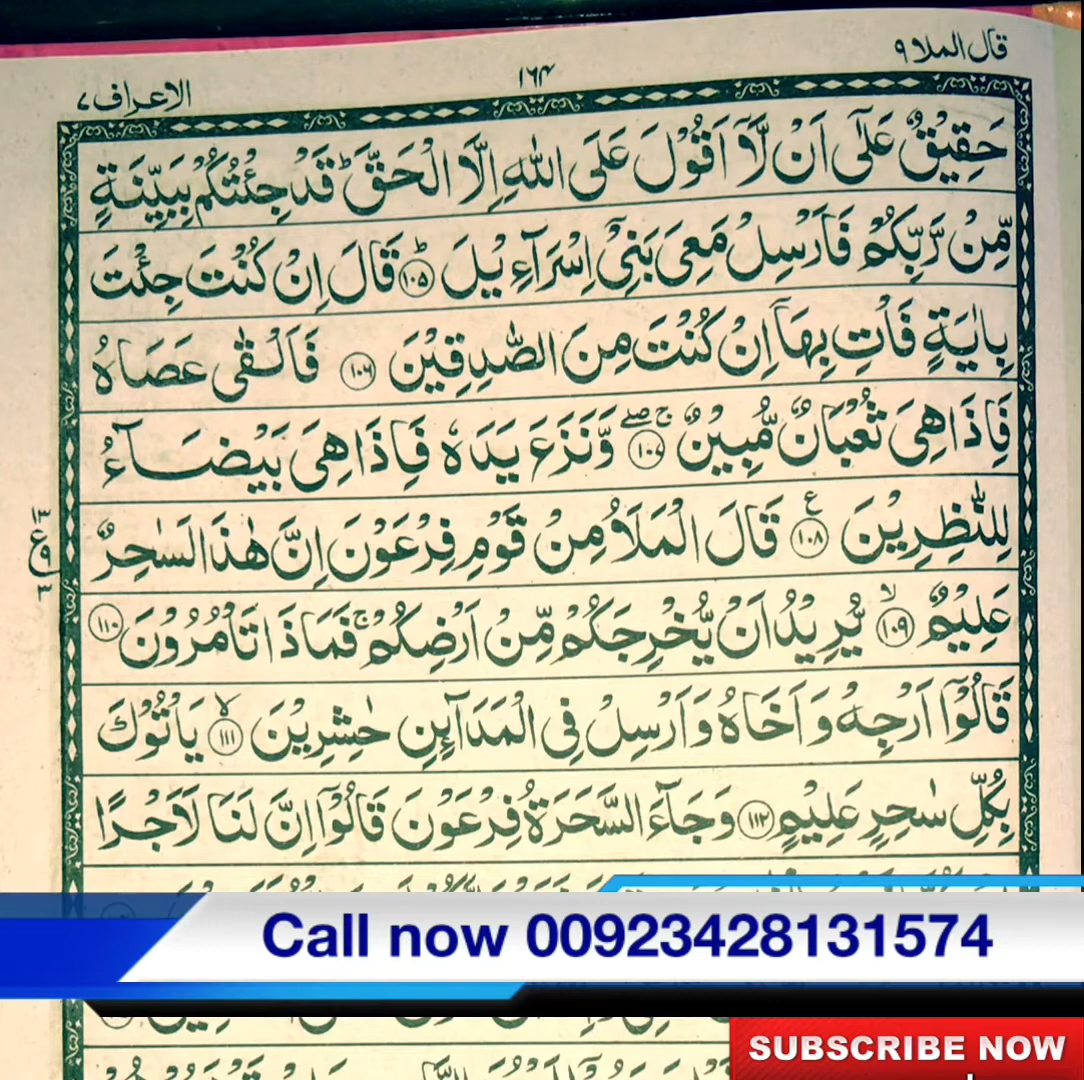 قال الملا ٩
١٦٤
الاعراف ٧
حَقِيْقٌ عَلٰٓى اَنْ لَّاۤ اَقُوْلَ عَلَى اللّٰهِ اِلَّا الْحَقَّ ؕ قَدْ جِئْتُكُمْ بِبَيِّنَةٍ
مِّنْ رَّبِّكُمْ فَاَرْسِلْ مَعِىَ بَنِىْۤ اِسْرَآءِيْلَ ؕ ﴿١٠٥﴾ قَالَ اِنْ كُنْتَ جِئْتَ
بِاٰيَةٍ فَاْتِ بِهَاۤ اِنْ كُنْتَ مِنَ الصّٰدِقِيْنَ ﴿١٠٦﴾ فَاَلْقٰى عَصَاهُ
فَاِذَا هِىَ ثُعْبَانٌ مُّبِيْنٌ ۚ ۖ ﴿١٠٧﴾ وَّنَزَعَ يَدَهٗ فَاِذَا هِىَ بَيْضَآءُ
لِلنّٰظِرِيْنَ ﴿١٠٨﴾ ع قَالَ الْمَلَاُ مِنْ قَوْمِ فِرْعَوْنَ اِنَّ هٰذَا لَسٰحِرٌ
عَلِيْمٌ ۙ ﴿١٠٩﴾ يُّرِيْدُ اَنْ يُّخْرِجَكُمْ مِّنْ اَرْضِكُمْ ۚ فَمَاذَا تَاْمُرُوْنَ ﴿١١٠﴾
قَالُوْۤا اَرْجِهْ وَاَخَاهُ وَاَرْسِلْ فِى الْمَدَآئِنِ حٰشِرِيْنَ ۙ ﴿١١١﴾ يَاْتُوْكَ
بِكُلِّ سٰحِرٍ عَلِيْمٍ ﴿١١٢﴾ وَجَآءَ السَّحَرَةُ فِرْعَوْنَ قَالُوْۤا اِنَّ لَنَا لَاَجْرًا
Call now 00923428131574
SUBSCRIBE NOW